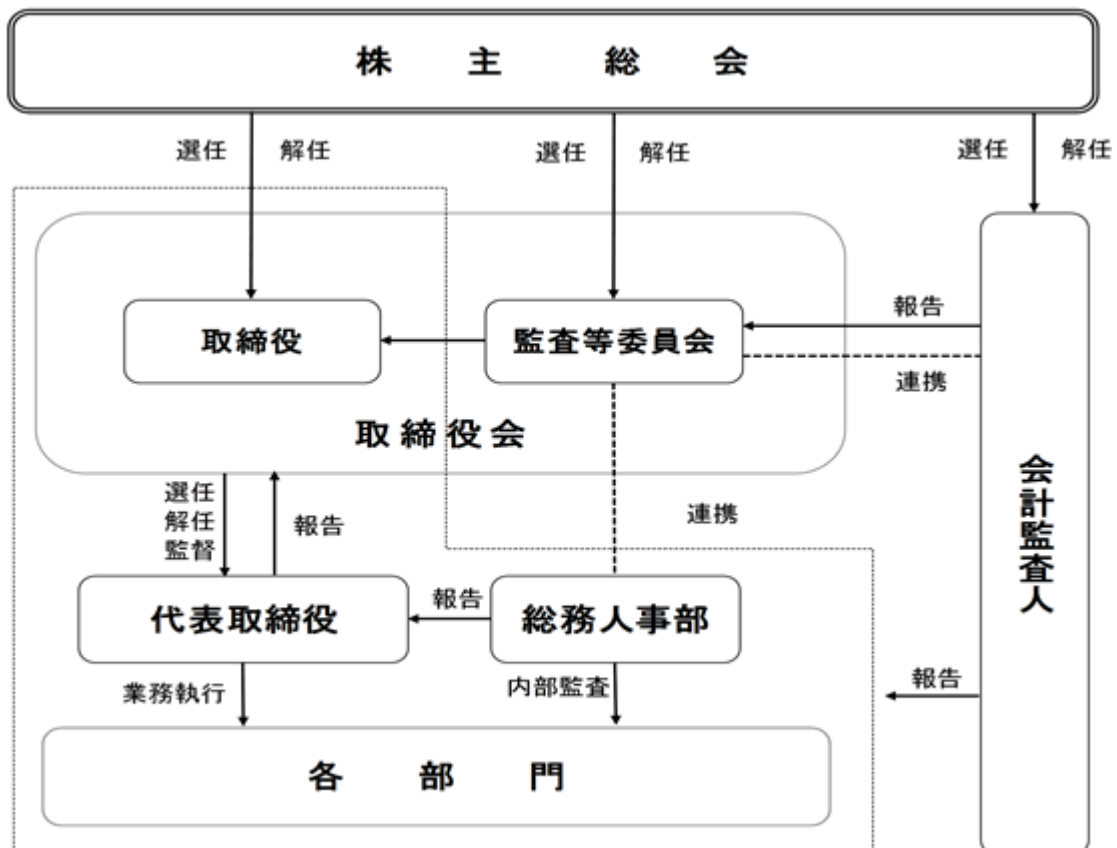 株主総会
選任 解任
選任 解任
選任 解任
取締役
監査等委員会
報告
連携
取締役会
選任
解任
監督
報告
連携
会計監査人
代表取締役
報告
総務人事部
業務執行
内部監査
報告
各部門